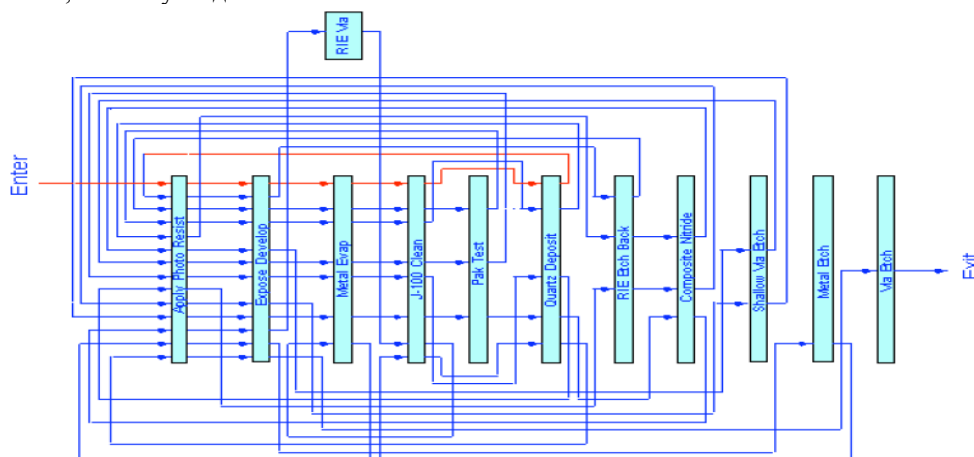 RIE Via
Enter
Apply Photo Resist
Expose Develop
Metal Evap
J-100 Clean
Pak Test
Quartz Deposit
RIE Etch Back
Composite Nitride
Shallow Via Etch
Metal Etch
Via Etch
Exit